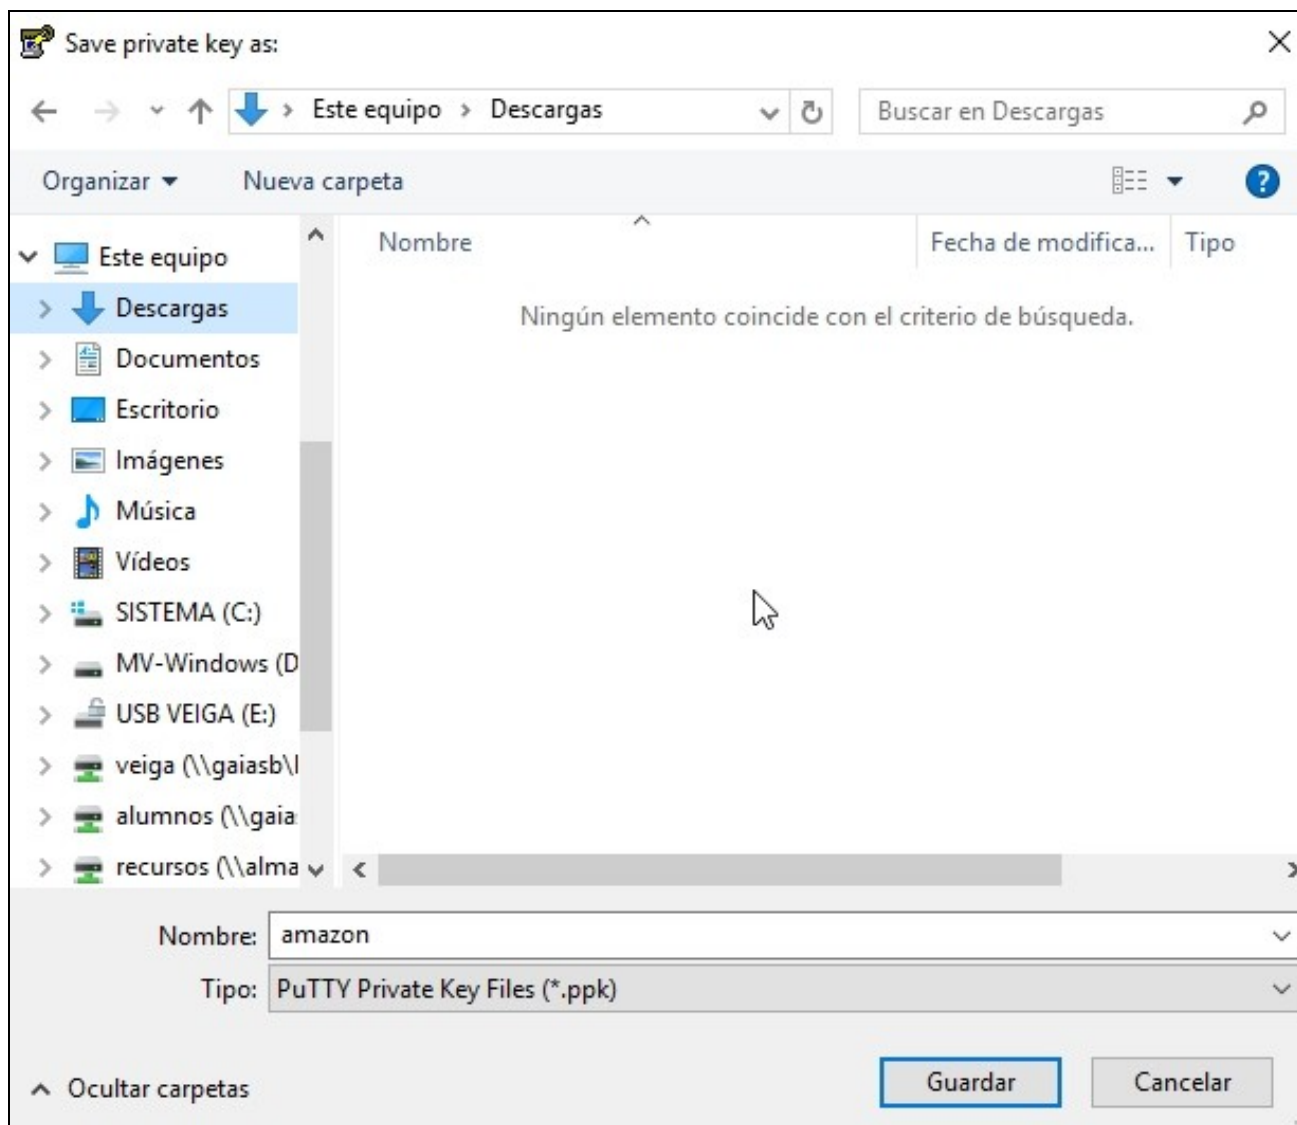 Save private key as:
Este equipo > Descargas
Buscar en Descargas
Organizar
Nueva carpeta
?
Nombre
Fecha de modifica...
Tipo
Este equipo
Descargas
Documentos
Escritorio
Imágenes
Música
Vídeos
SISTEMA (C:)
MV-Windows (D
USB VEIGA (E:)
veiga (\\gaiasb\l
alumnos (\\gaia
recursos (\\alma
Ningún elemento coincide con el criterio de búsqueda.
Nombre: amazon
Tipo: PuTTY Private Key Files (*.ppk)
Ocultar carpetas
Guardar
Cancelar